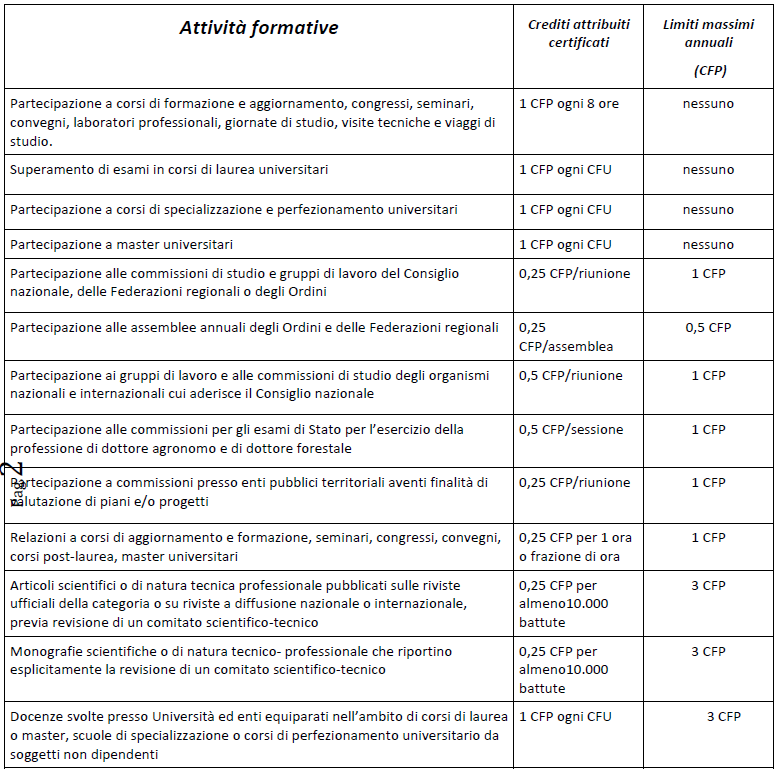 Attività formative
Crediti attribuiti
certificati
Limiti massimi
annuali
(CFP)
Partecipazione a corsi di formazione e aggiornamento, congressi, seminari,
convegni, laboratori professionali, giornate di studio, visite tecniche e viaggi di
studio.
1 CFP ogni 8 ore
nessuno
Superamento di esami in corsi di laurea universitari
1 CFP ogni CFU
nessuno
Partecipazione a corsi di specializzazione e perfezionamento universitari
1 CFP ogni CFU
nessuno
Partecipazione a master universitari
1 CFP ogni CFU
nessuno
Partecipazione alle commissioni di studio e gruppi di lavoro del Consiglio
nazionale, delle Federazioni regionali o degli Ordini
0,25 CFP/riunione
1 CFP
Partecipazione alle assemblee annuali degli Ordini e delle Federazioni regionali
0,25
CFP/assemblea
0,5 CFP
Partecipazione ai gruppi di lavoro e alle commissioni di studio degli organismi
nazionali e internazionali cui aderisce il Consiglio nazionale
0,5 CFP/riunione
1 CFP
Partecipazione alle commissioni per gli esami di Stato per l’esercizio della
professione di dottore agronomo e di dottore forestale
0,5 CFP/sessione
1 CFP
Pag 2
Partecipazione a commissioni presso enti pubblici territoriali aventi finalità di
valutazione di piani e/o progetti
0,25 CFP/riunione
1 CFP
Relazioni a corsi di aggiornamento e formazione, seminari, congressi, convegni,
corsi post-laurea, master universitari
0,25 CFP per 1 ora
o frazione di ora
1 CFP
Articoli scientifici o di natura tecnica professionale pubblicati sulle riviste
ufficiali della categoria o su riviste a diffusione nazionale o internazionale,
previa revisione di un comitato scientifico-tecnico
0,25 CFP per
almeno10.000
battute
3 CFP
Monografie scientifiche o di natura tecnico- professionale che riportino
esplicitamente la revisione di un comitato scientifico-tecnico
0,25 CFP per
almeno10.000
battute
3 CFP
Docenze svolte presso Università ed enti equiparati nell’ambito di corsi di laurea
o master, scuole di specializzazione o corsi di perfezionamento universitario da
soggetti non dipendenti
1 CFP ogni CFU
3 CFP